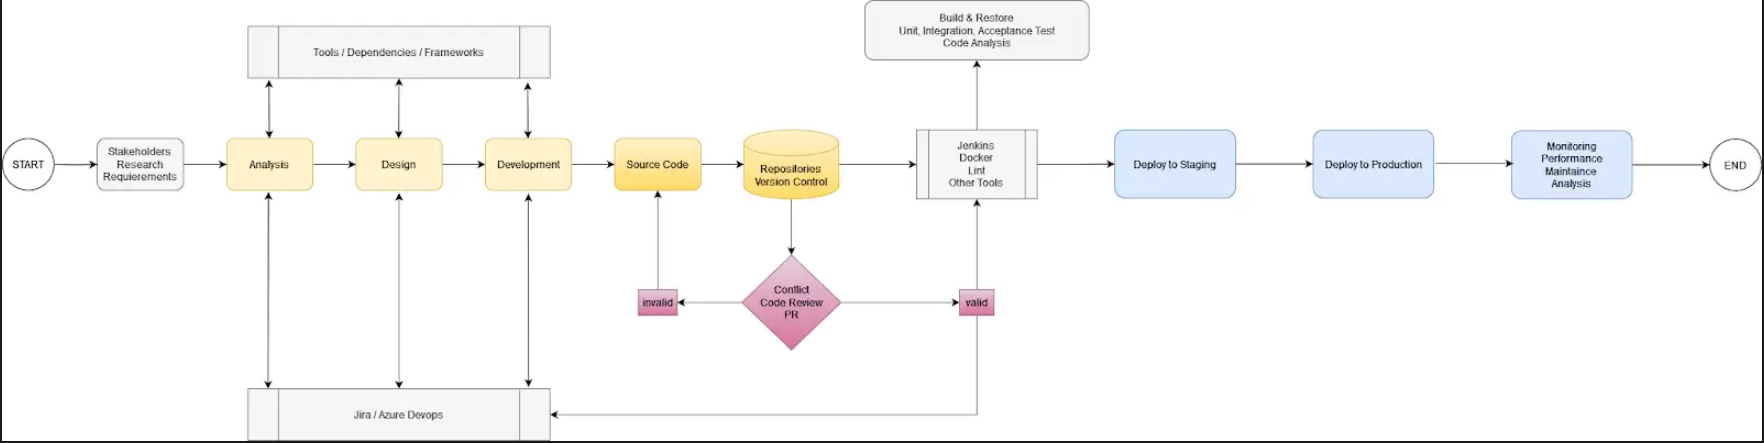 Build & Restore
Unit, Integration, Acceptance Test
Code Analysis
Tools / Dependencies / Frameworks
START
Stakeholders
Research
Requierements
Analysis
Design
Development
Source Code
Repositories
Version Control
Jenkins
Docker
Lint
Other Tools
Deploy to Staging
Deploy to Production
Monitoring
Performance
Maintaince
Analysis
END
invalid
Conflict
Code Review
PR
valid
Jira / Azure Devops